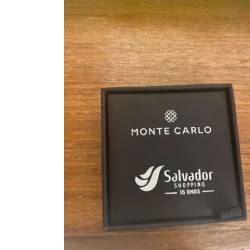 MONTE CARLO
Salvador
SHOPPING
15 ANOS